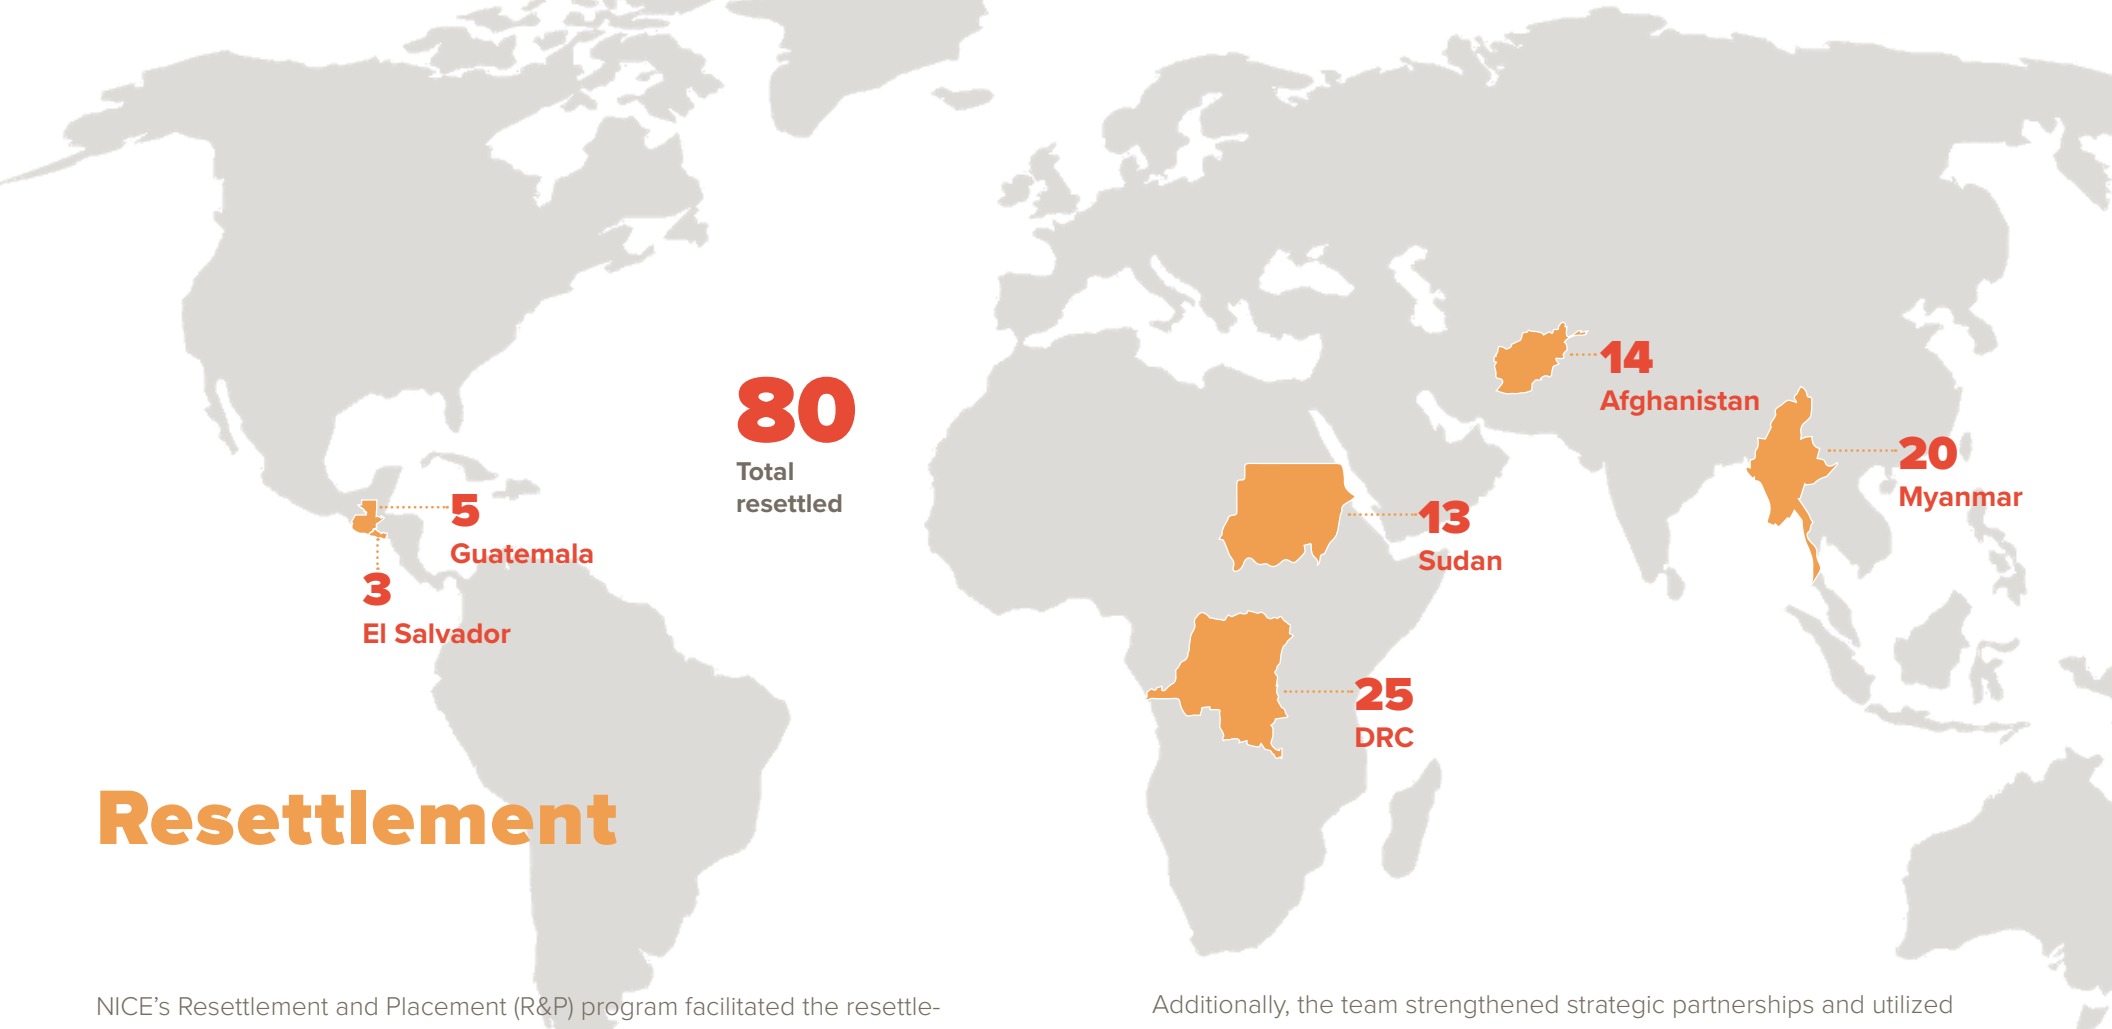 80
Total
resettled
14
Afghanistan
20
Myanmar
5
Guatemala
3
El Salvador
13
Sudan
25
DRC
Resettlement
NICE’s Resettlement and Placement (R&P) program facilitated the resettle-
Additionally, the team strengthened strategic partnerships and utilized